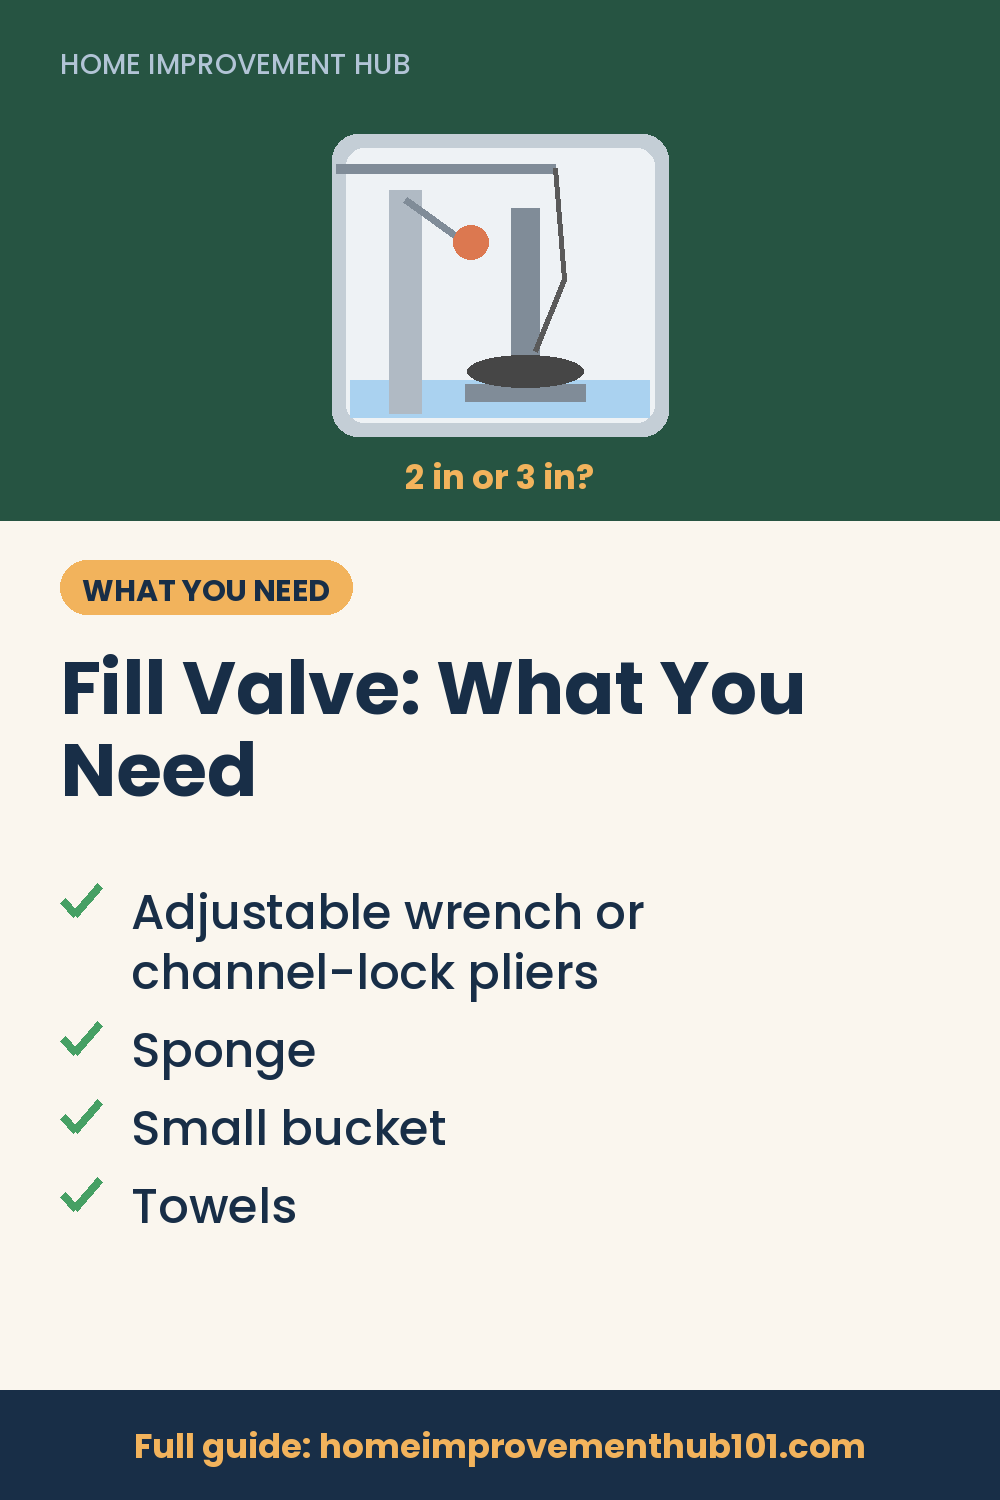 HOME IMPROVEMENT HUB
2 in or 3 in?
WHAT YOU NEED
Fill Valve: What You
Need
Adjustable wrench or
channel-lock pliers
Sponge
Small bucket
Towels
Full guide: homeimprovementhub101.com